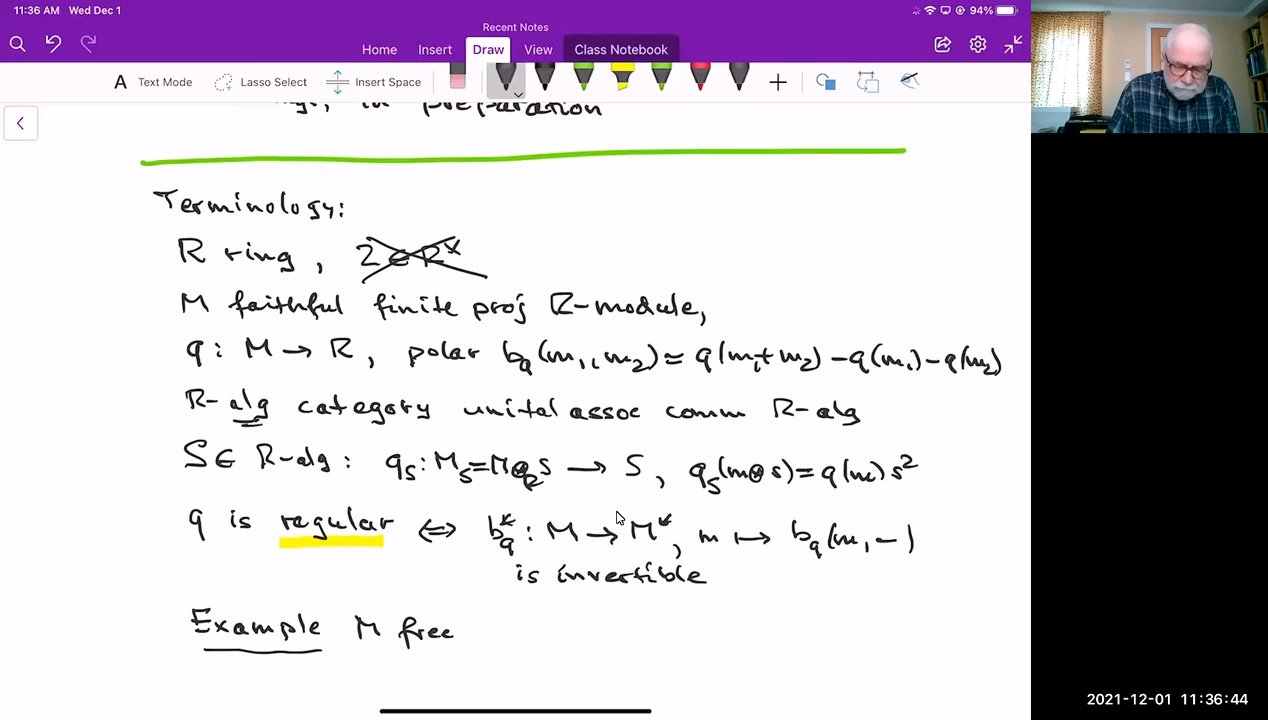 11:36 AM Wed Dec 1
94%
Recent Notes
Home Insert Draw View Class Notebook
Text Mode Lasso Select Insert Space
in preparation
Terminology:
R ring, 2 ∈ R^×
M faithful finite proj R-module,
q : M → R, polar b_q(m_1, m_2) = q(m_1 + m_2) - q(m_1) - q(m_2)
R-alg category unital assoc comm R-alg
S ∈ R-alg : q_S : M_S = M ⊗_R S → S, q_S(m ⊗ s) = q(m) s^2
q is regular ⇔ b_q^* : M → M^*, m ↦ b_q(m, -)
is invertible
Example M free
2021-12-01 11:36:44